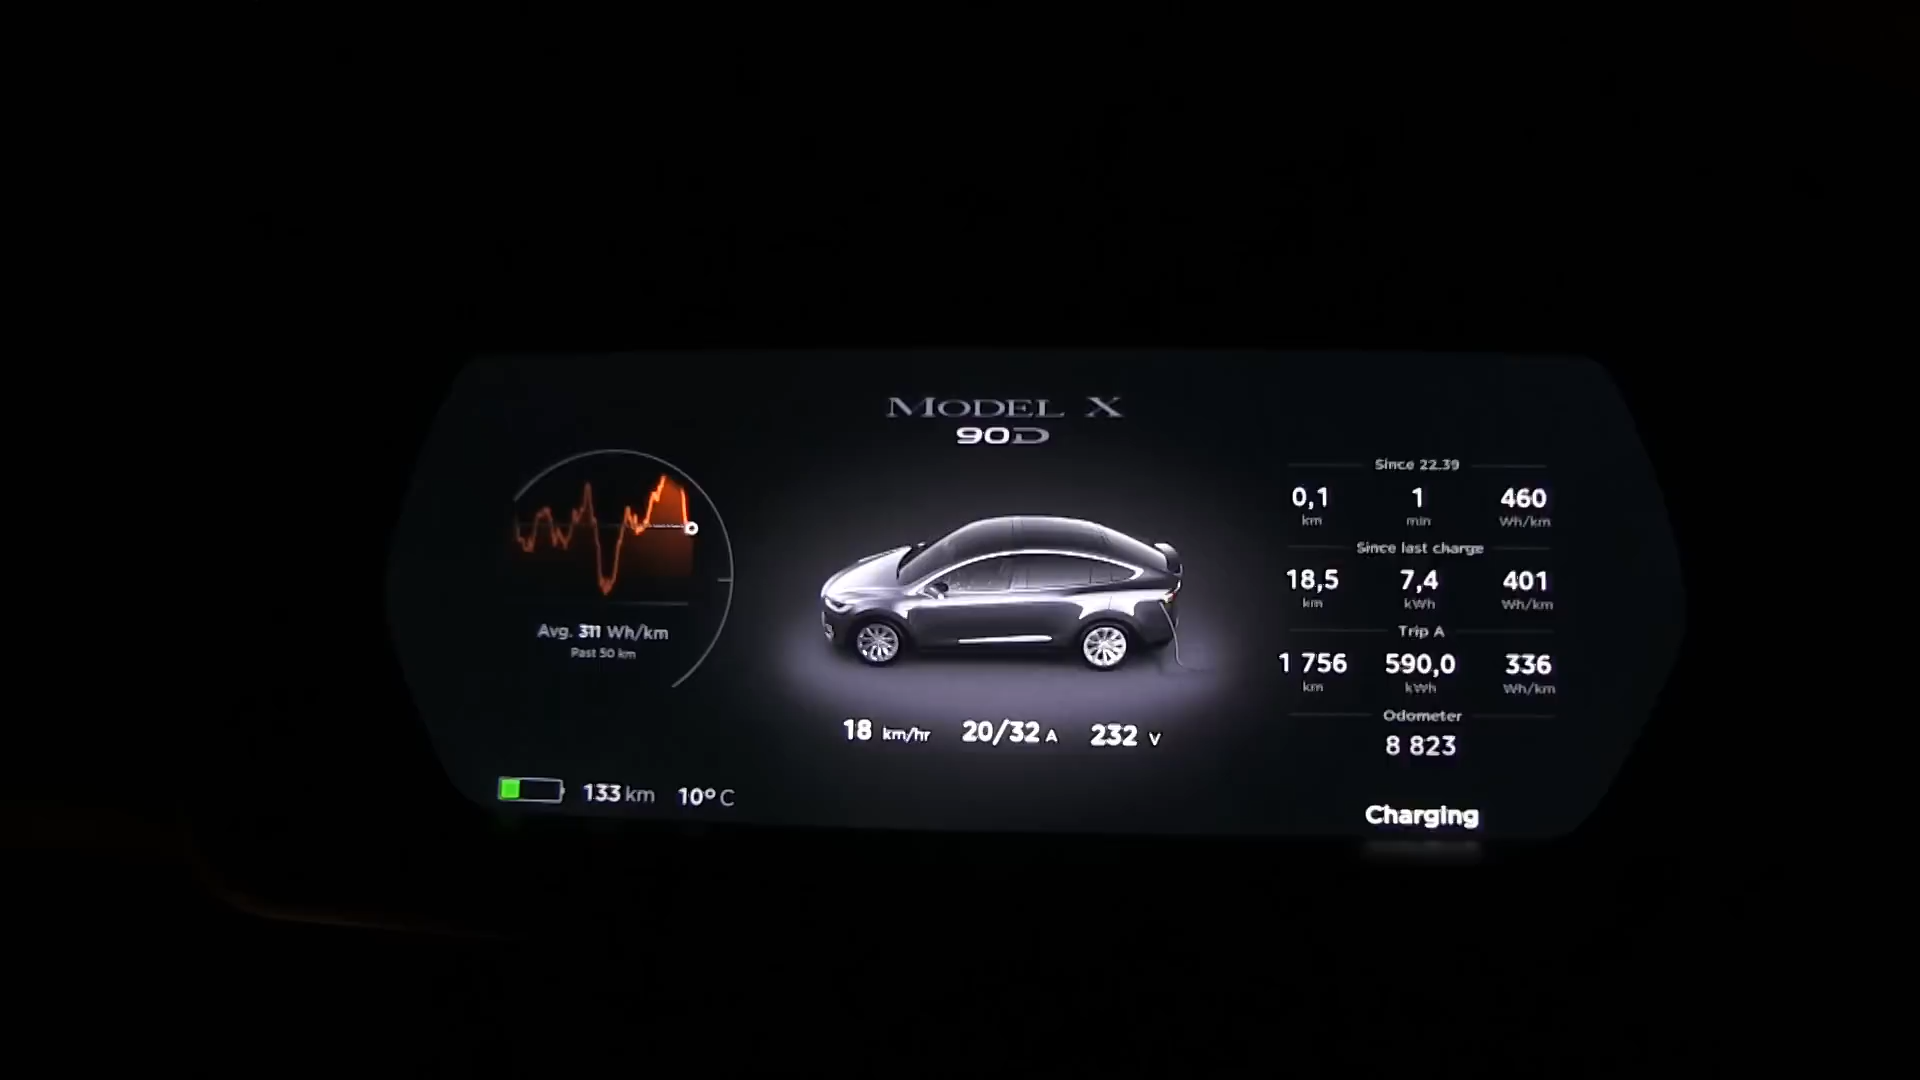 MODEL X
90D
Avg. 311 Wh/km
Past 50 km
18 km/hr 20/32 A 232 V
133 km 10° C
Since 22.39
0,1 1 460
km min Wh/km
Since last charge
18,5 7,4 401
km kWh Wh/km
Trip A
1 756 590,0 336
km kWh Wh/km
Odometer
8 823
Charging